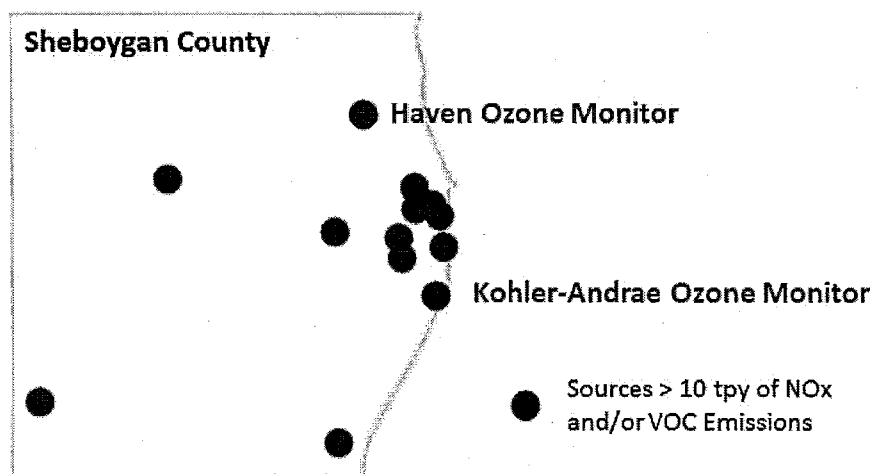 Sheboygan County
Haven Ozone Monitor
Kohler-Andrae Ozone Monitor
Sources > 10 tpy of NOx
and/or VOC Emissions